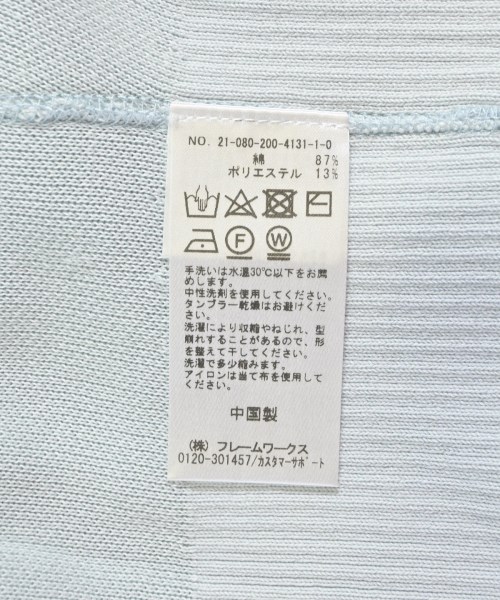 NO. 21-080-200-4131-1-0
綿 87%
ポリエステル 13%
F W
手洗いは水温30℃以下をお薦
めします。
中性洗剤を使用してください。
タンブラー乾燥はお避けくださ
い。
洗濯により収縮やねじれ、型
崩れすることがあるので、形
を整えて干してください。
洗濯で多少縮みます。
アイロンは当て布を使用して
ください。
中国製
(株) フレームワークス
0120-301457/カスタマーサポート